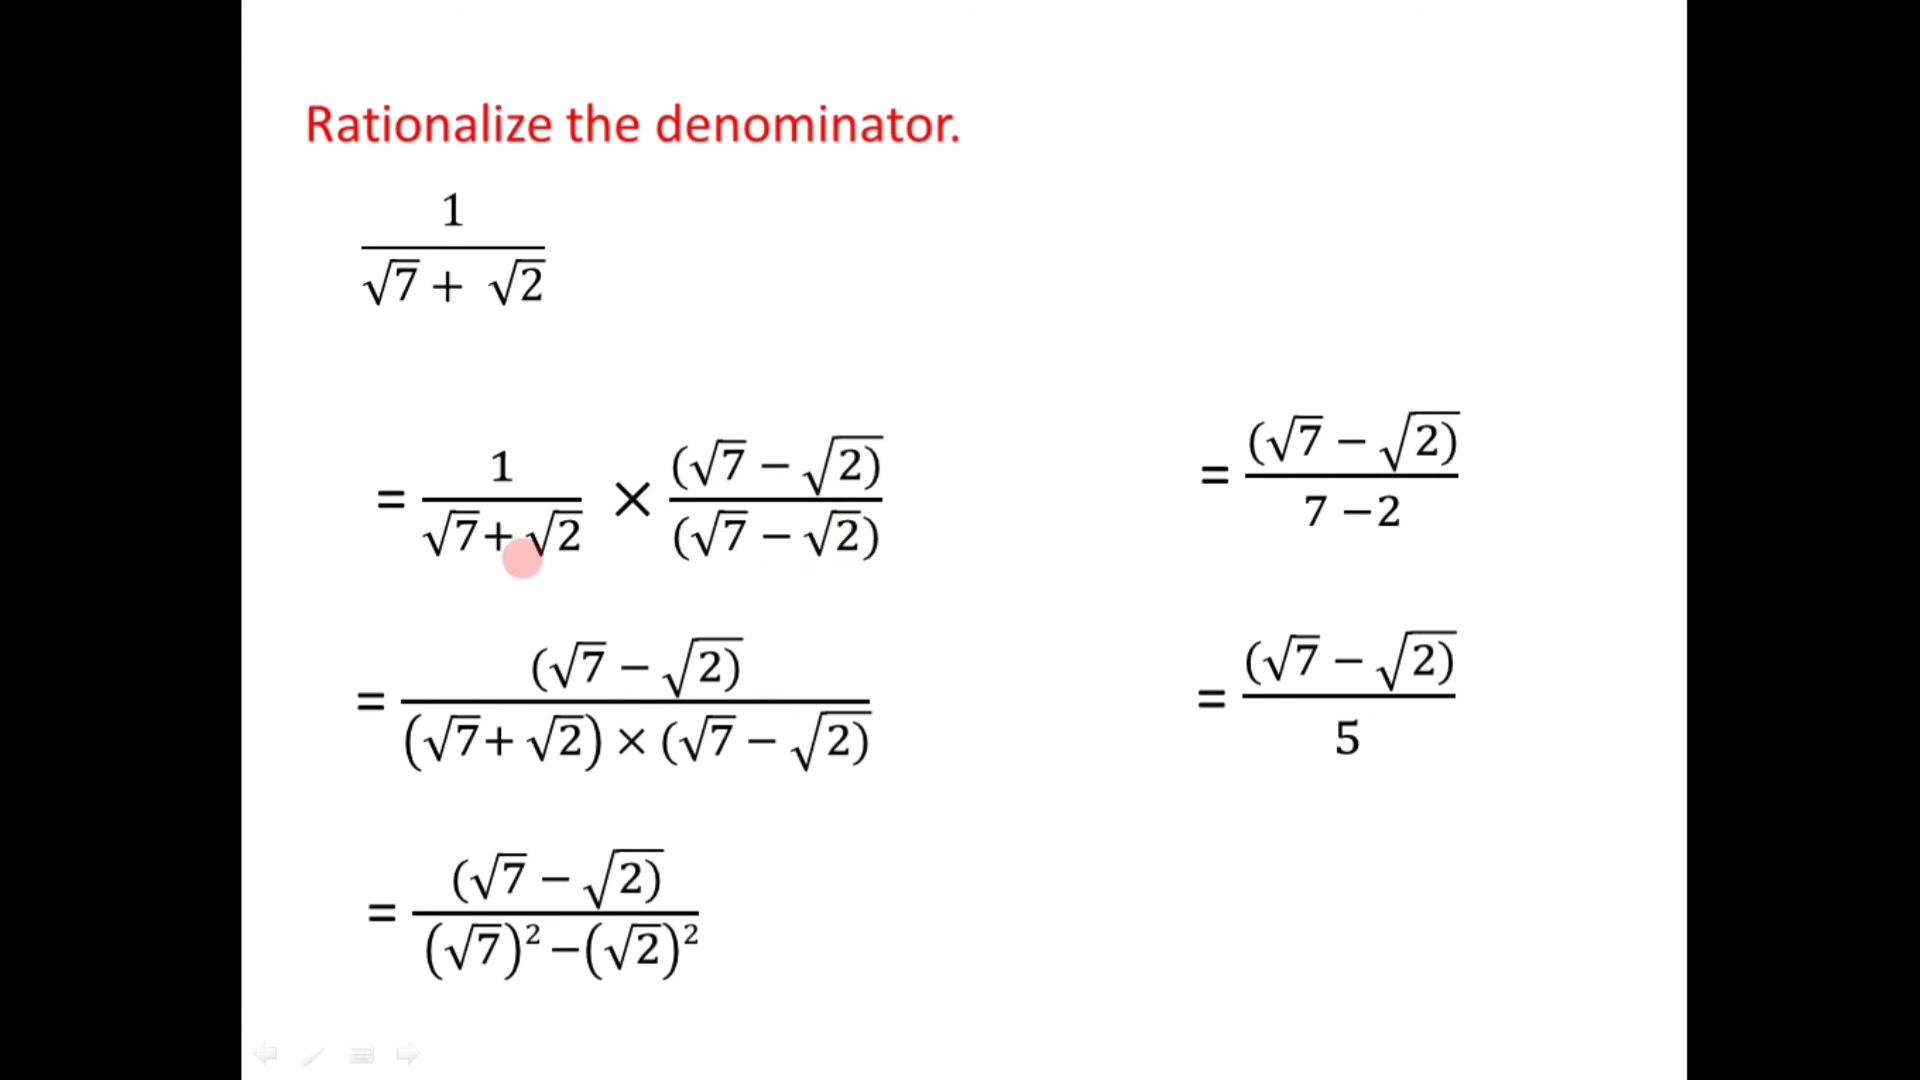 Rationalize the denominator.
1
√7 + √2
= 1/(√7+√2) × (√7 − √2)/(√7 − √2)
= (√7 − √2)/((√7+ √2) × (√7 − √2))
= (√7 − √2)/((√7)² −(√2)²)
= (√7 − √2)/(7 −2)
= (√7 − √2)/5